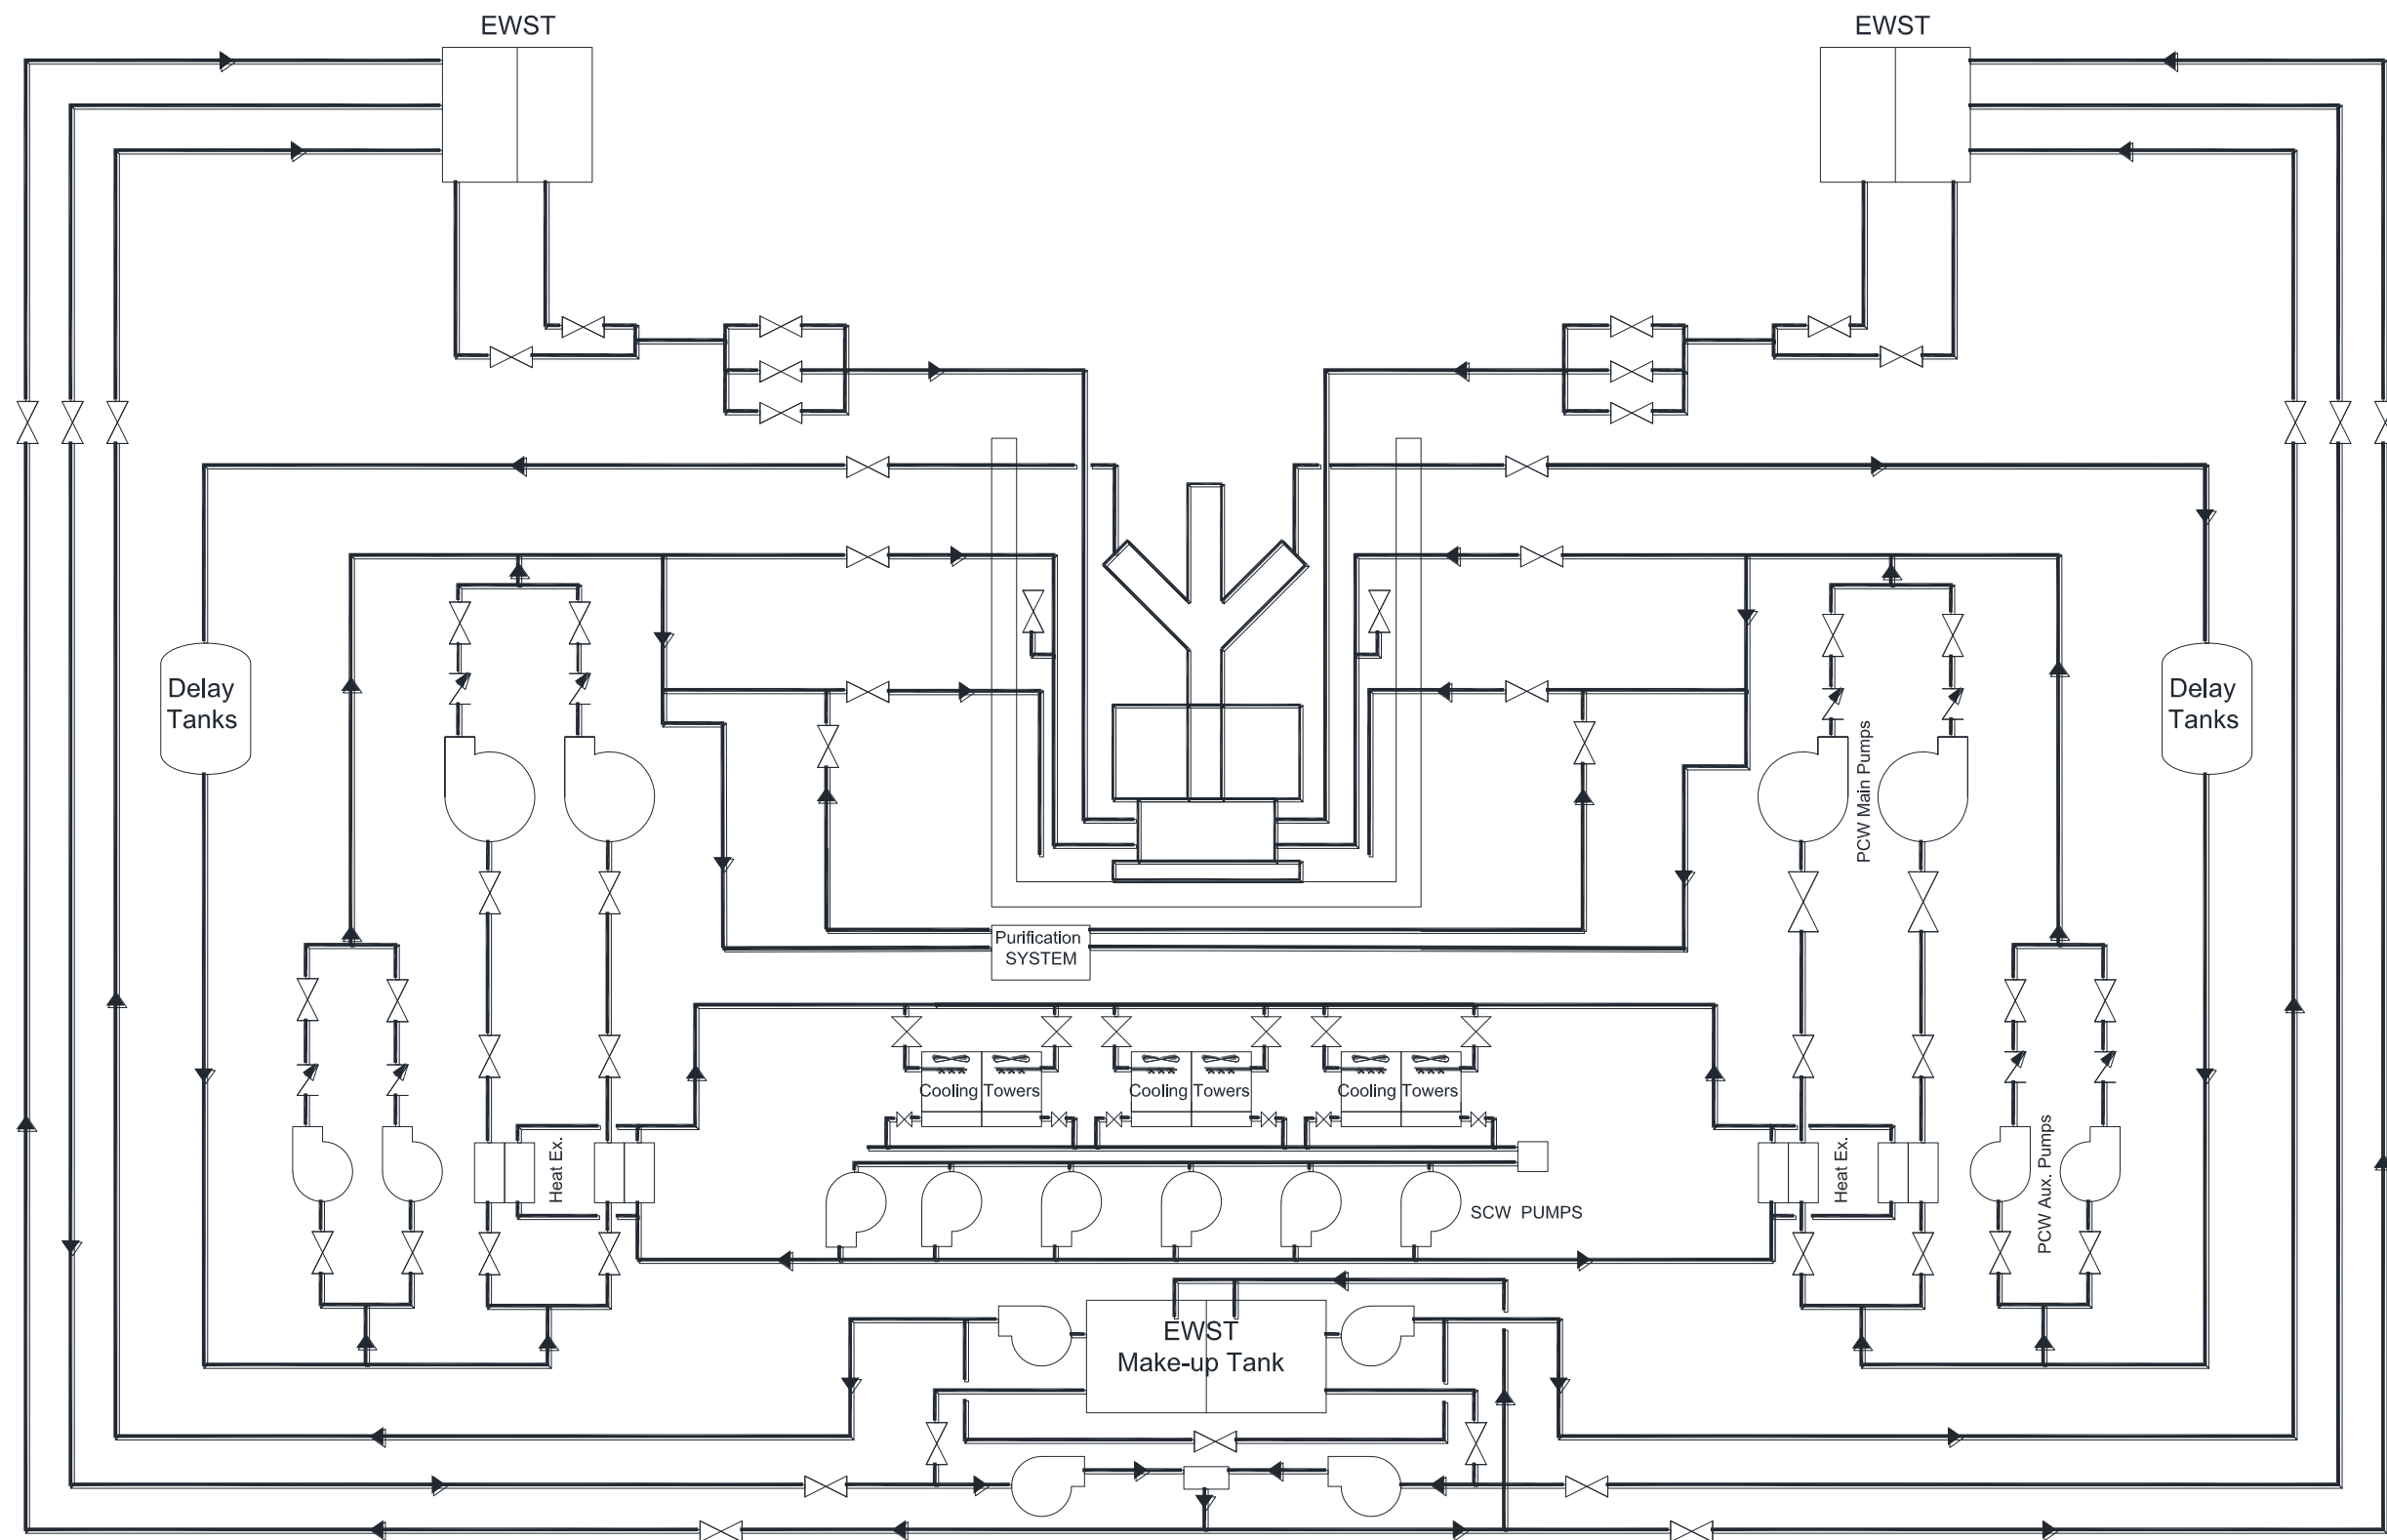 EWST
EWST
Delay
Tanks
Delay
Tanks
PCW Main Pumps
Purification
SYSTEM
Cooling Towers
Cooling Towers
Cooling Towers
Heat Ex.
Heat Ex.
PCW Aux. Pumps
SCW PUMPS
EWST
Make-up Tank